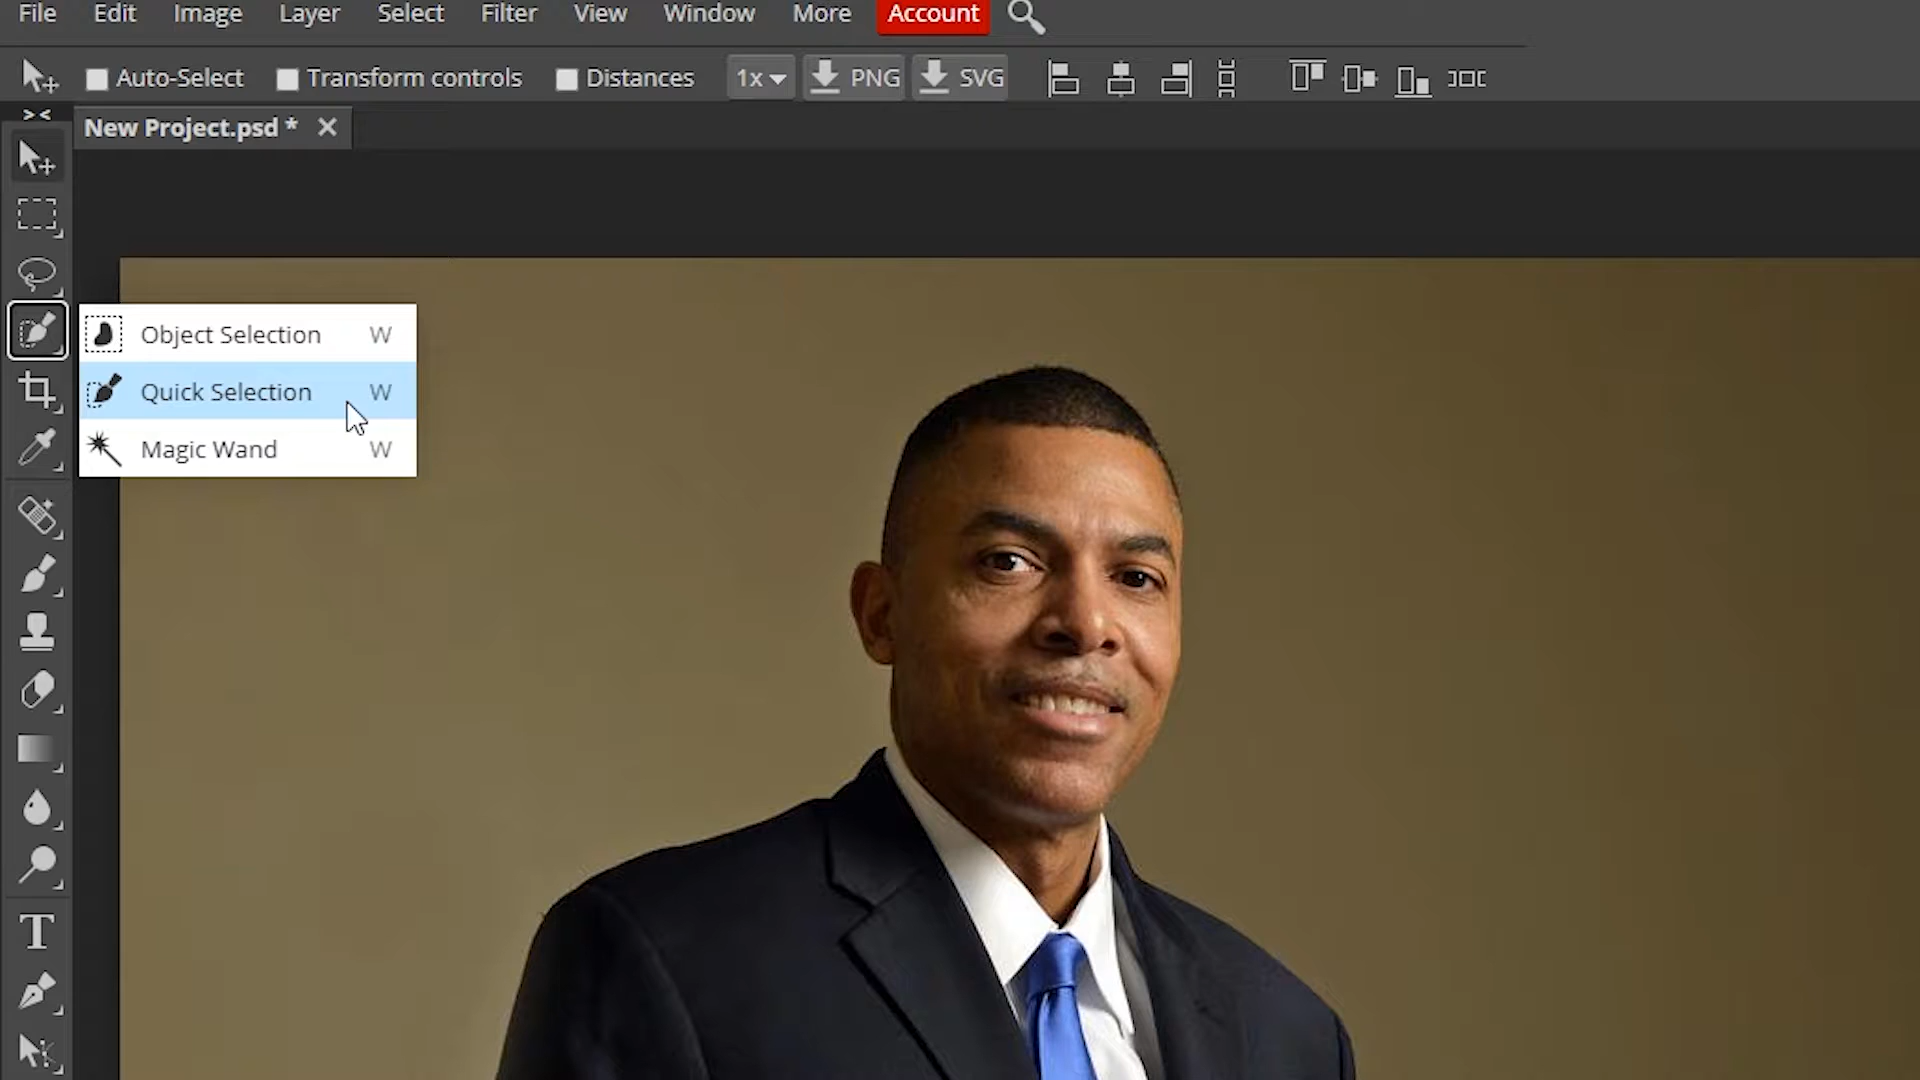 File Edit Image Layer Select Filter View Window More Account
Auto-Select Transform controls Distances 1x PNG SVG
> <
New Project.psd *
Object Selection W
Quick Selection W
Magic Wand W
T